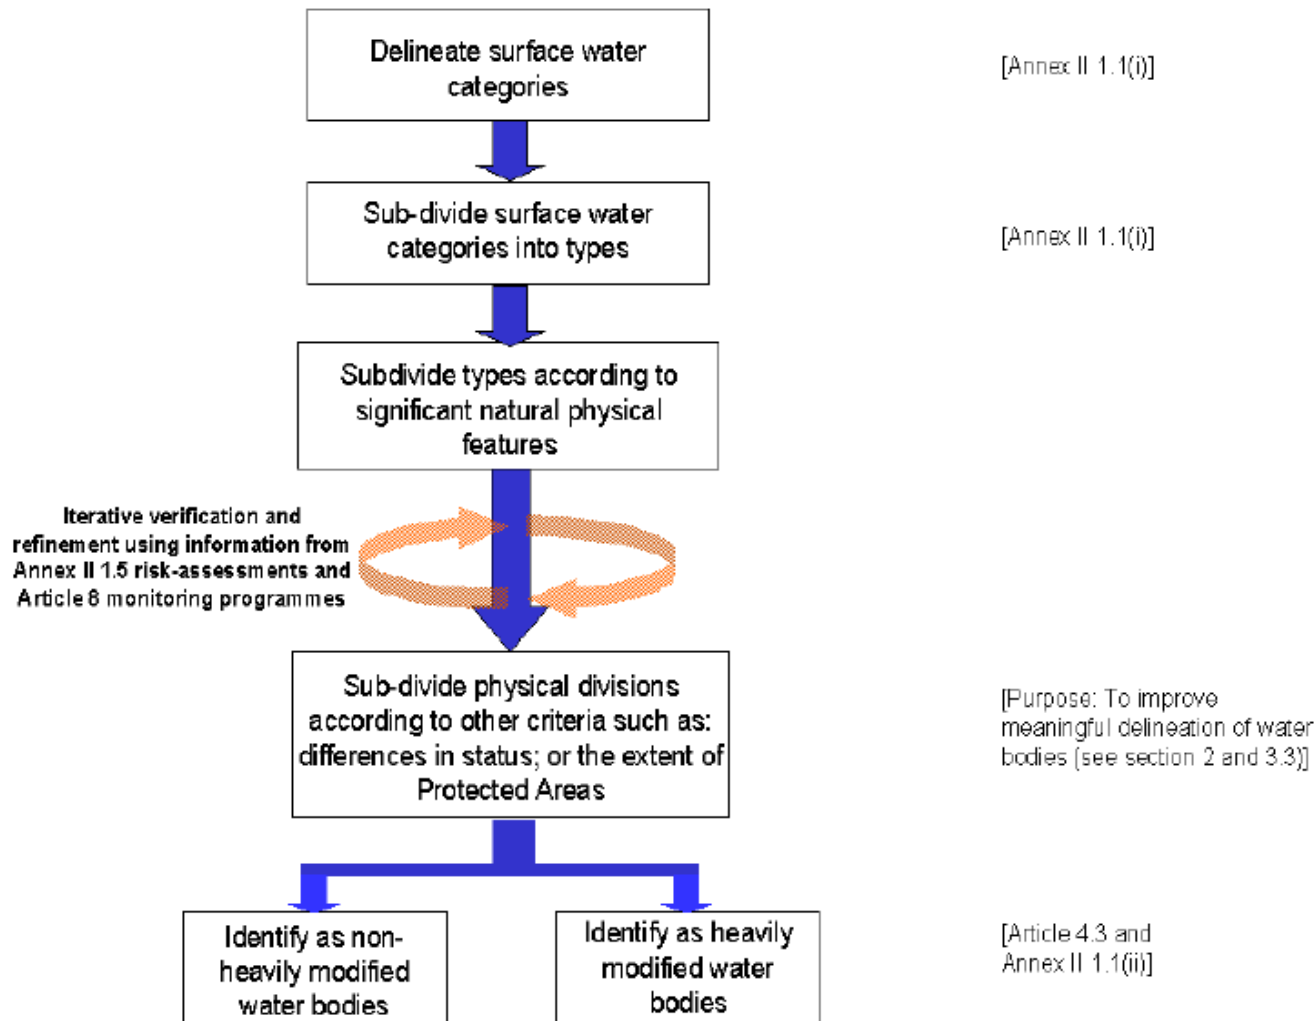 Delineate surface water
categories
[Annex II 1.1(i)]
Sub-divide surface water
categories into types
[Annex II 1.1(i)]
Subdivide types according to
significant natural physical
features
Iterative verification and
refinement using information from
Annex II 1.5 risk-assessments and
Article 8 monitoring programmes
Sub-divide physical divisions
according to other criteria such as:
differences in status; or the extent of
Protected Areas
[Purpose: To improve
meaningful delineation of water
bodies (see section 2 and 3.3)]
Identify as non-
heavily modified
water bodies
Identify as heavily
modified water
bodies
[Article 4.3 and
Annex II 1.1(ii)]